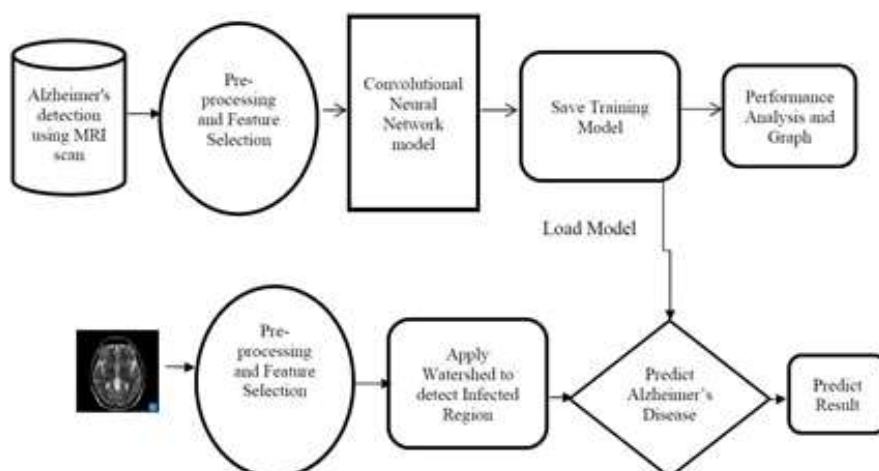 Alzheimer's
detection
using MRI
scan
Pre-
processing
and Feature
Selection
Convolutional
Neural
Network
model
Save Training
Model
Performance
Analysis and
Graph
Load Model
Pre-
processing
and Feature
Selection
Apply
Watershed to
detect Infected
Region
Predict
Alzheimer’s
Disease
Predict
Result